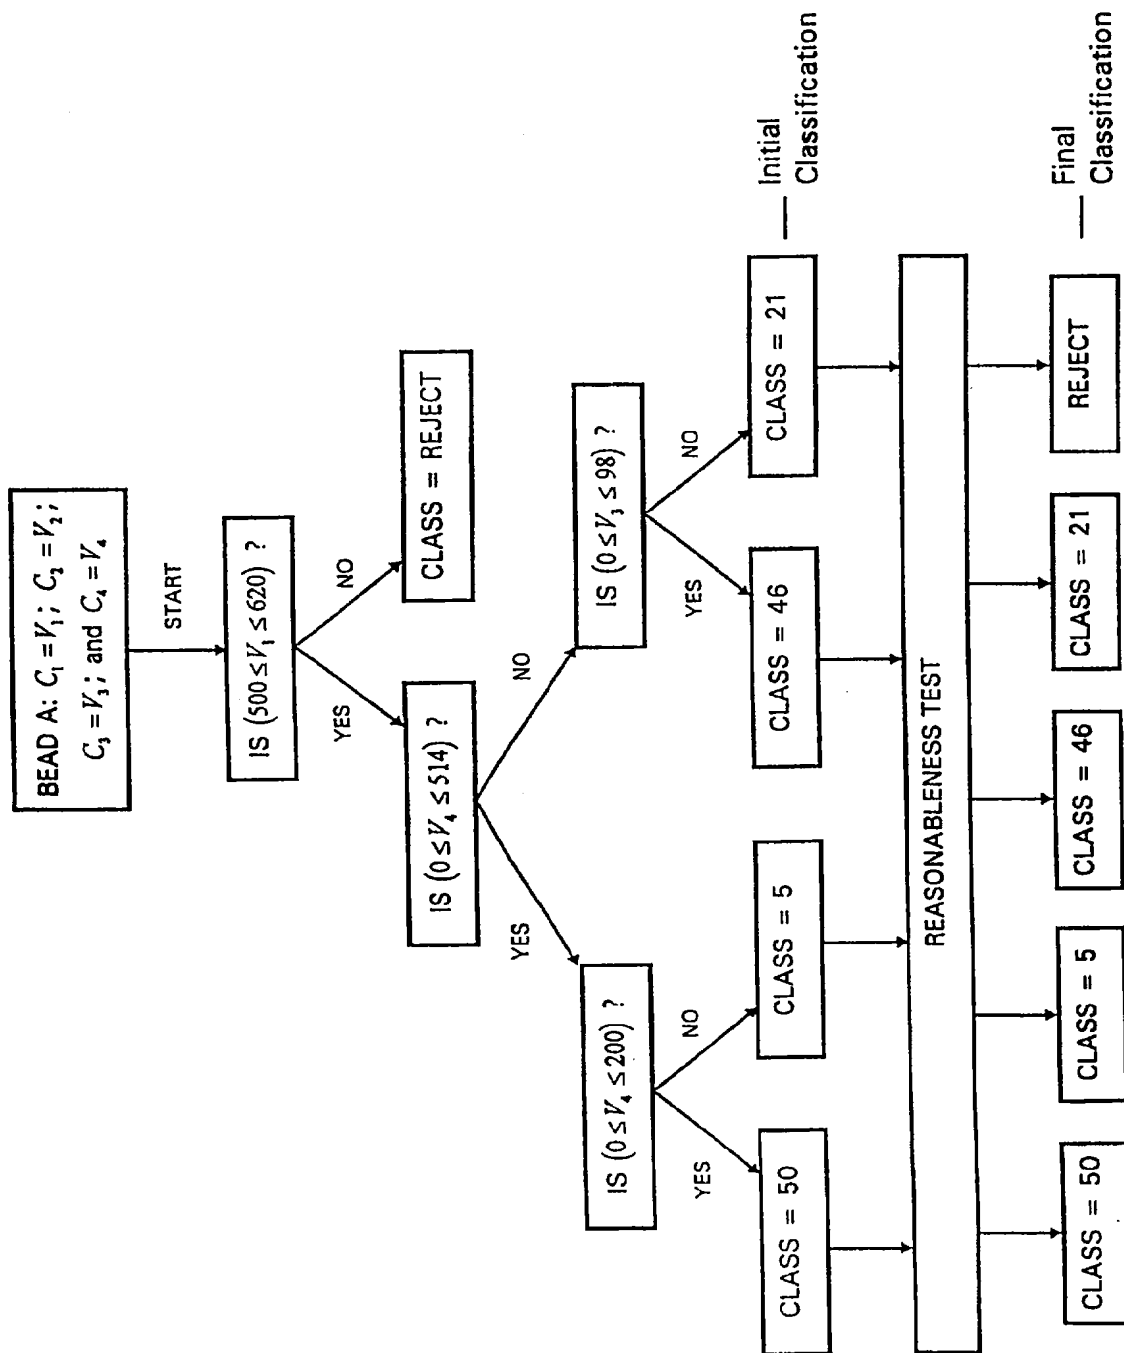 BEAD A: C₁ = V₁; C₂ = V₂;
C₃ = V₃; and C₄ = V₄
START
IS (500 ≤ V₁ ≤ 620) ?
YES
NO
IS (0 ≤ V₄ ≤ 514) ?
CLASS = REJECT
YES
NO
IS (0 ≤ V₄ ≤ 200) ?
IS (0 ≤ V₃ ≤ 98) ?
YES
NO
YES
NO
CLASS = 50
CLASS = 5
CLASS = 46
CLASS = 21
Initial
Classification
REASONABLENESS TEST
CLASS = 50
CLASS = 5
CLASS = 46
CLASS = 21
REJECT
Final
Classification